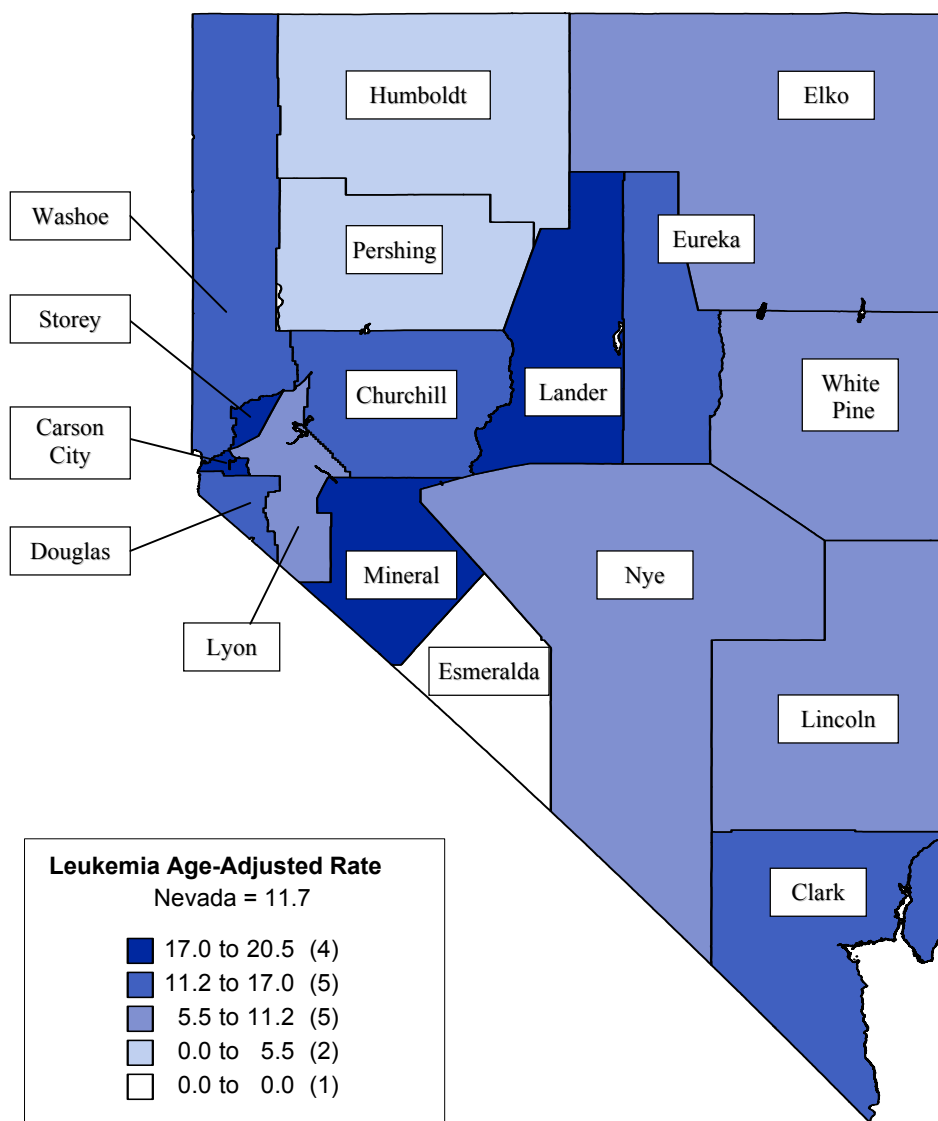 Humboldt
Elko
Washoe
Pershing
Eureka
Storey
Churchill
Lander
White
Pine
Carson
City
Douglas
Mineral
Nye
Lyon
Esmeralda
Lincoln
Clark
Leukemia Age-Adjusted Rate
Nevada = 11.7
17.0 to 20.5 (4)
11.2 to 17.0 (5)
5.5 to 11.2 (5)
0.0 to 5.5 (2)
0.0 to 0.0 (1)